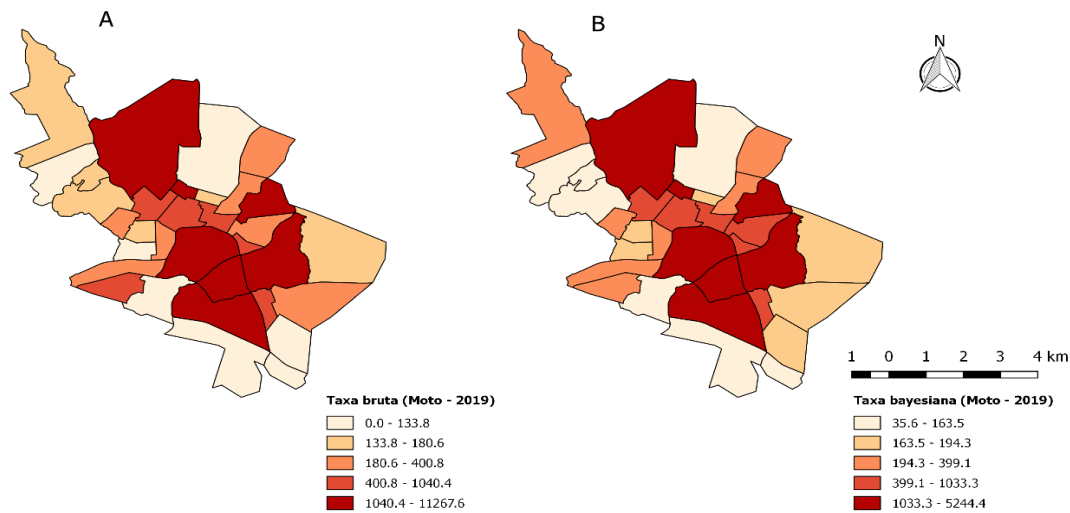 A
B
N
1 0 1 2 3 4 km
Taxa bruta (Moto - 2019)
0.0 - 133.8
133.8 - 180.6
180.6 - 400.8
400.8 - 1040.4
1040.4 - 11267.6
Taxa bayesiana (Moto - 2019)
35.6 - 163.5
163.5 - 194.3
194.3 - 399.1
399.1 - 1033.3
1033.3 - 5244.4